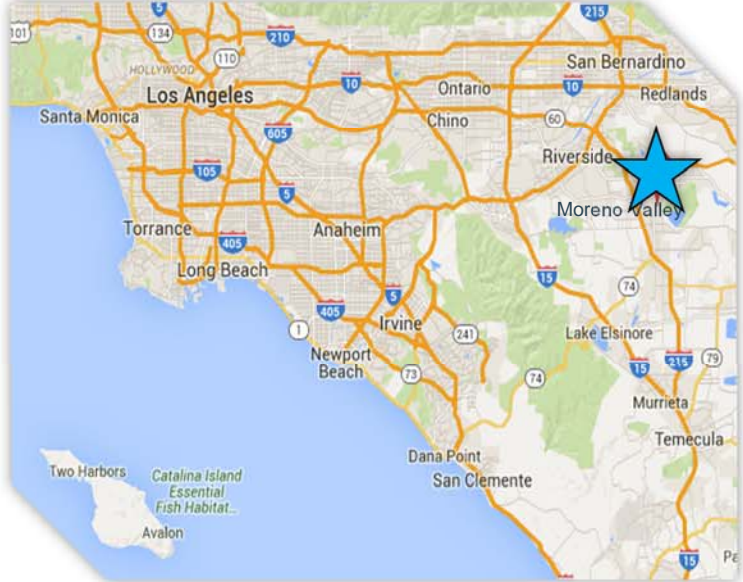 5
215
101
134
210
110
San Bernardino
HOLLYWOOD
10
Ontario
10
Redlands
Los Angeles
Santa Monica
Chino
60
605
Riverside
105
5
Moreno Valley
Torrance
Anaheim
405
Long Beach
15
74
5
405
Irvine
1
241
Lake Elsinore
Newport
Beach
73
74
15
215
79
Murrieta
Temecula
Dana Point
San Clemente
Two Harbors
Catalina Island
Essential
Fish Habitat...
Avalon
15